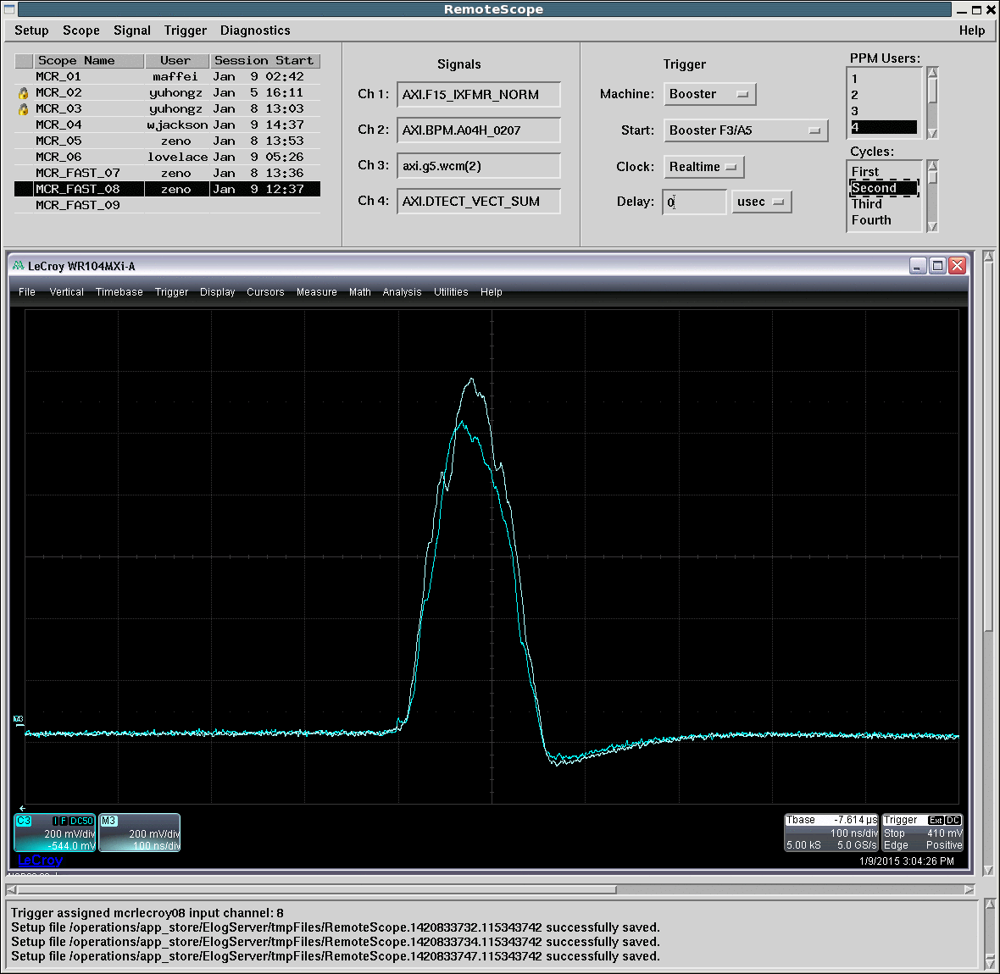 RemoteScope
Setup Scope Signal Trigger Diagnostics Help
Scope Name User Session Start
MCR_01 maffei Jan 9 02:42
MCR_02 yuhongz Jan 5 16:11
MCR_03 yuhongz Jan 8 13:03
MCR_04 wjackson Jan 9 14:37
MCR_05 zeno Jan 8 13:53
MCR_06 lovelace Jan 9 05:26
MCR_FAST_07 zeno Jan 8 13:36
MCR_FAST_08 zeno Jan 9 12:37
MCR_FAST_09
Signals
Ch 1: AXI.F15_IXFMR_NORM
Ch 2: AXI.BPM.A04H_0207
Ch 3: axi.g5.wcm(2)
Ch 4: AXI.DTECT_VECT_SUM
Trigger
Machine: Booster
Start: Booster F3/A5
Clock: Realtime
Delay: 0 usec
PPM Users:
1
2
3
4
Cycles:
First
Second
Third
Fourth
LeCroy WR104MXi-A
File Vertical Timebase Trigger Display Cursors Measure Math Analysis Utilities Help
M3
C3 I F DC50
200 mV/div
-544.0 mV
M3
200 mV/div
100 ns/div
Tbase -7.614 µs
100 ns/div
5.00 kS 5.0 GS/s
Trigger Ext DC
Stop 410 mV
Edge Positive
LeCroy
1/9/2015 3:04:26 PM
Trigger assigned mcrlecroy08 input channel: 8
Setup file /operations/app_store/ElogServer/tmpFiles/RemoteScope.1420833732.115343742 successfully saved.
Setup file /operations/app_store/ElogServer/tmpFiles/RemoteScope.1420833734.115343742 successfully saved.
Setup file /operations/app_store/ElogServer/tmpFiles/RemoteScope.1420833747.115343742 successfully saved.